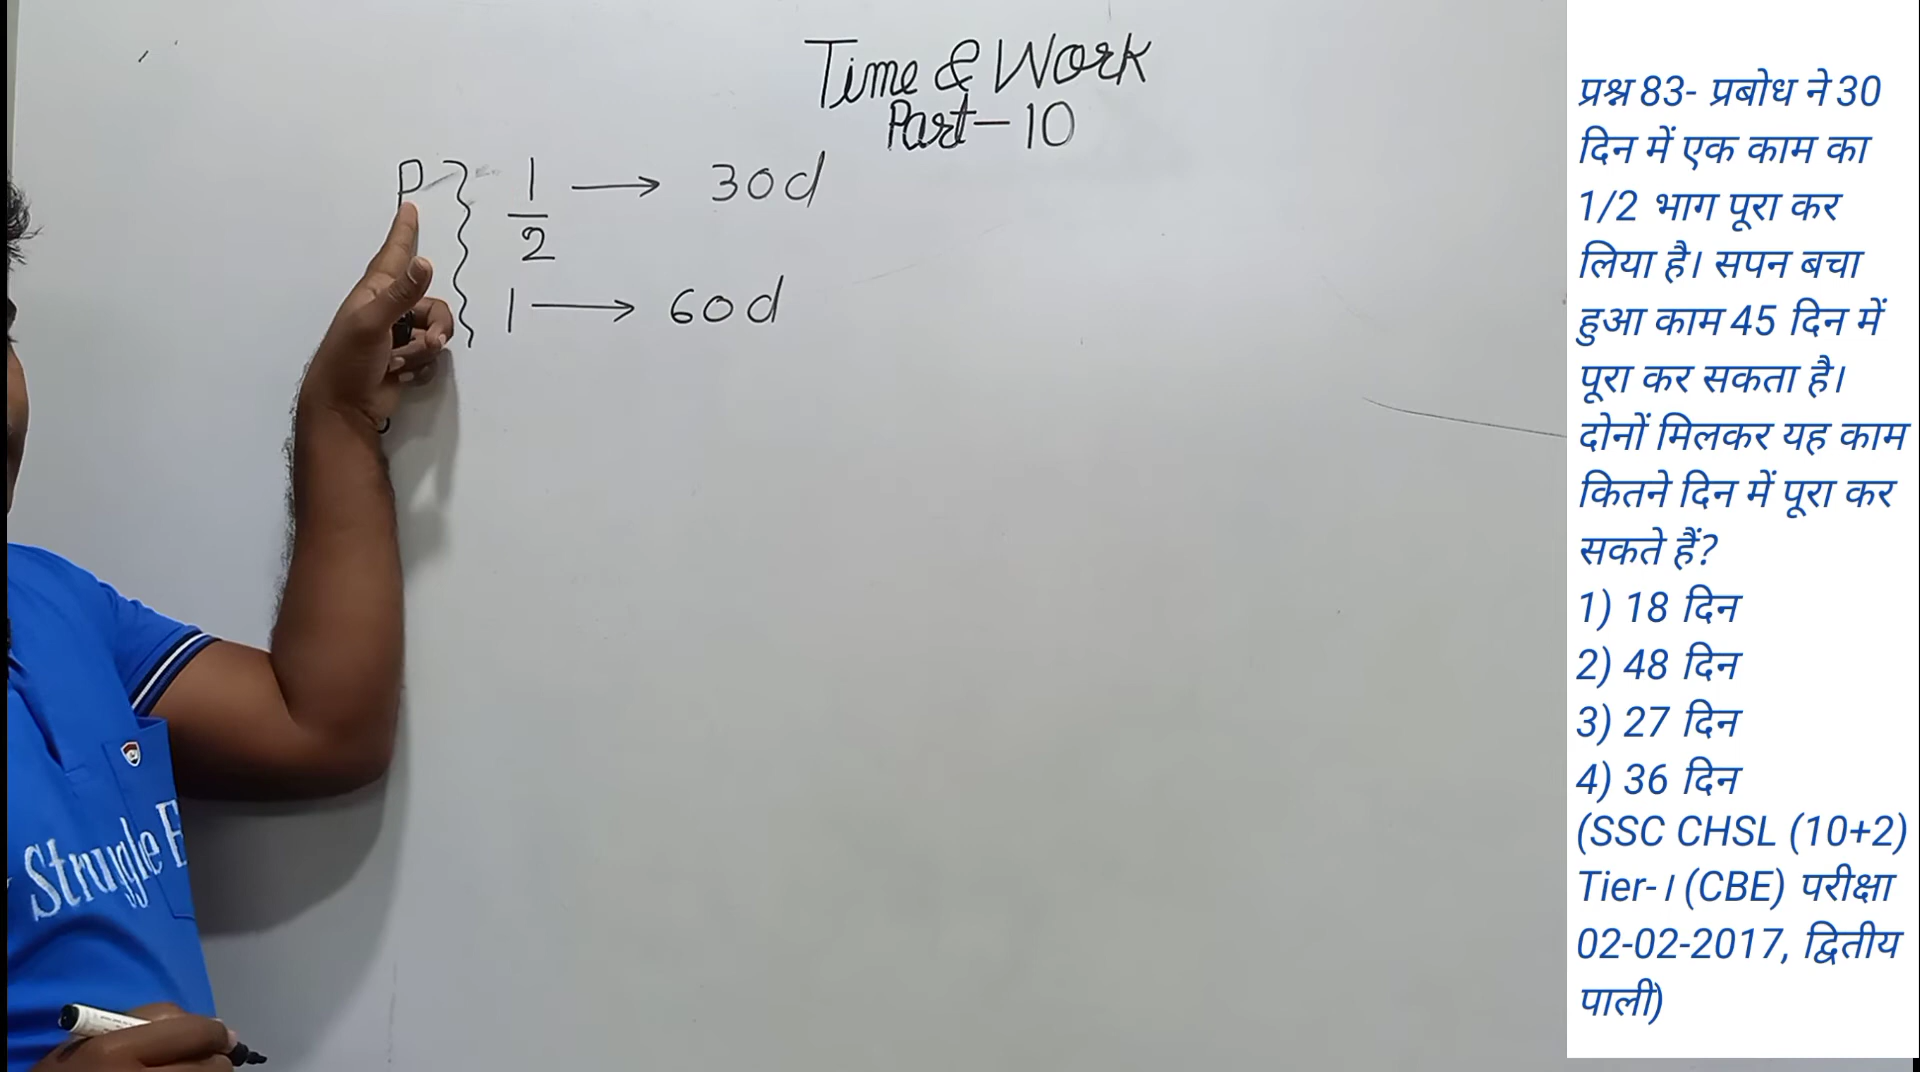 Time & Work
Part-10
P } 1/2 → 30d
1 → 60d
Struggle
प्रश्न 83- प्रबोध ने 30
दिन में एक काम का
1/2 भाग पूरा कर
लिया है। सपन बचा
हुआ काम 45 दिन में
पूरा कर सकता है।
दोनों मिलकर यह काम
कितने दिन में पूरा कर
सकते हैं?
1) 18 दिन
2) 48 दिन
3) 27 दिन
4) 36 दिन
(SSC CHSL (10+2)
Tier-I (CBE) परीक्षा
02-02-2017, द्वितीय
पाली)